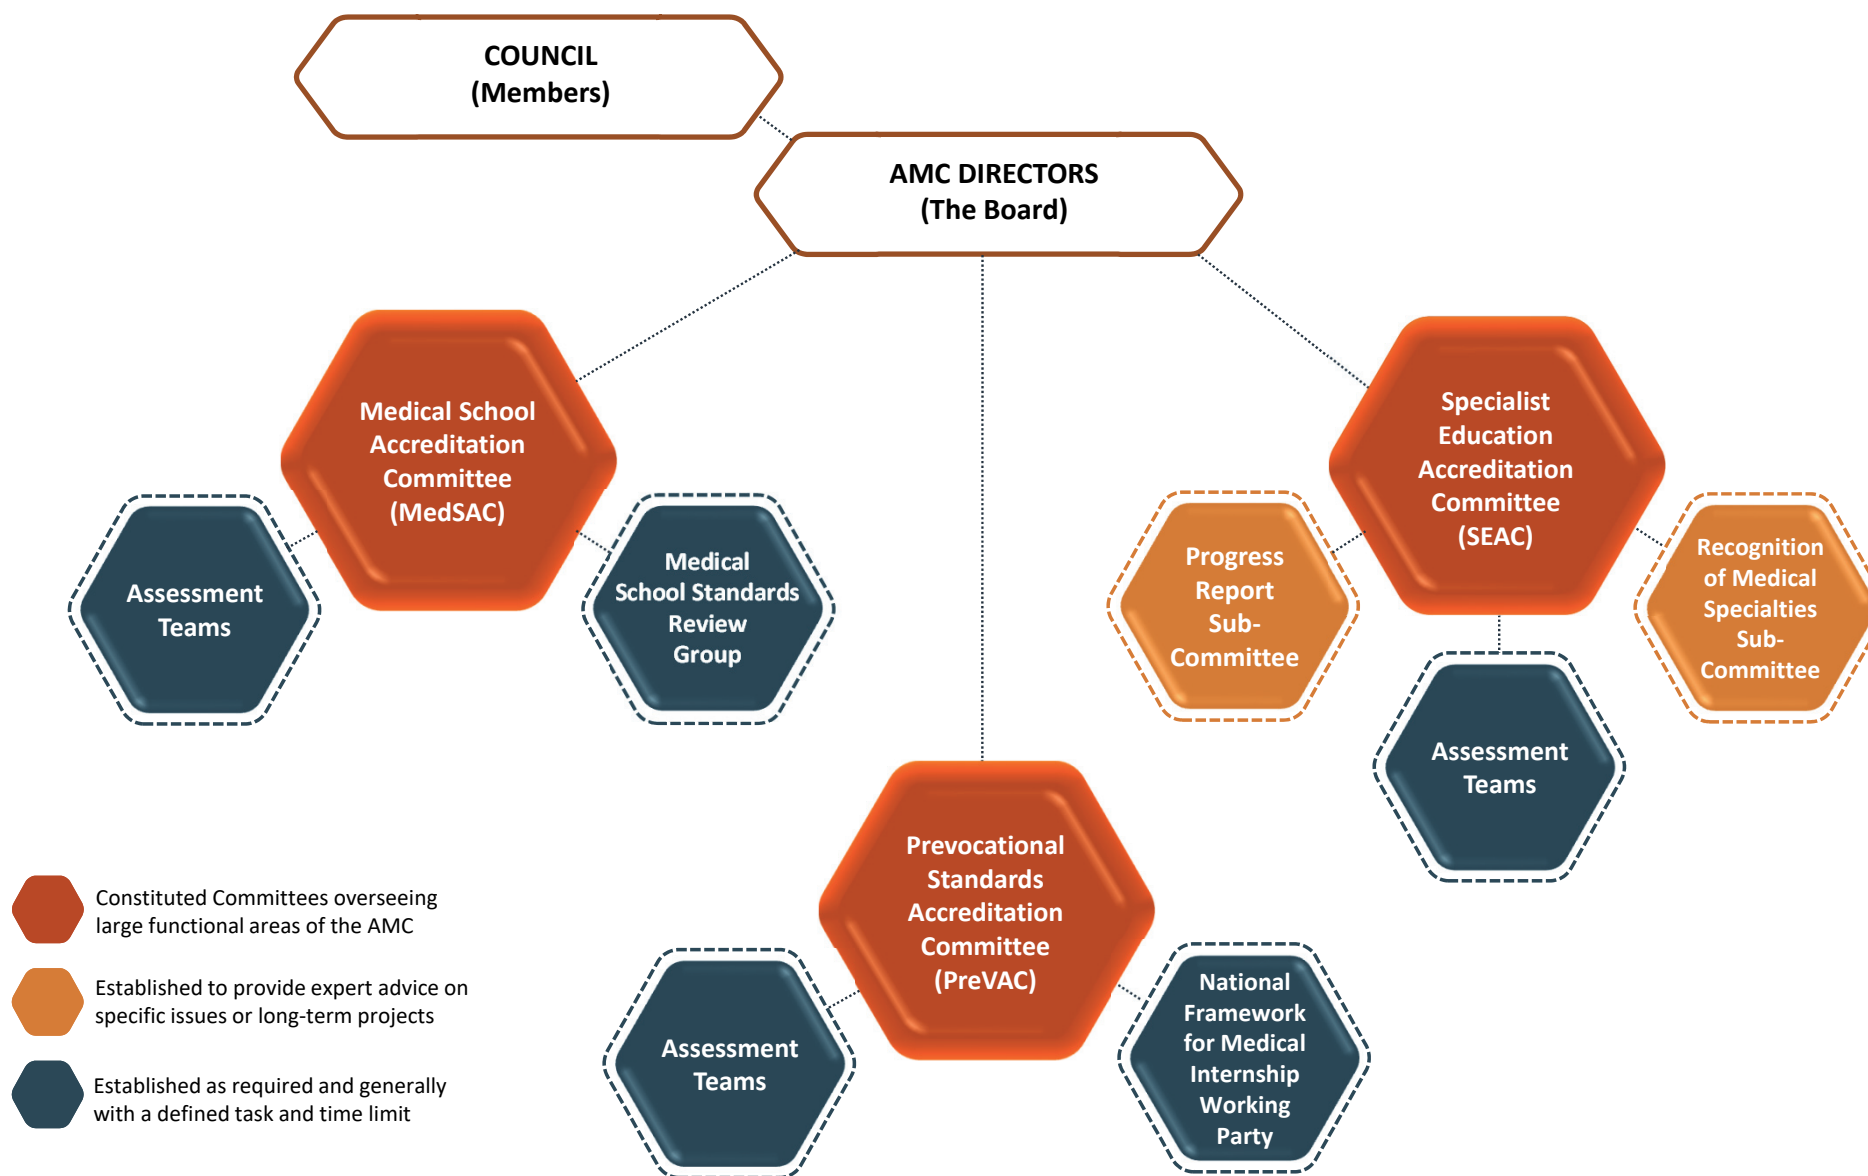 COUNCIL
(Members)
AMC DIRECTORS
(The Board)
Medical School
Accreditation
Committee
(MedSAC)
Assessment
Teams
Medical
School Standards
Review
Group
Specialist
Education
Accreditation
Committee
(SEAC)
Progress
Report
Sub-
Committee
Recognition
of Medical
Specialties
Sub-
Committee
Assessment
Teams
Prevocational
Standards
Accreditation
Committee
(PreVAC)
Assessment
Teams
National
Framework
for Medical
Internship
Working
Party
Constituted Committees overseeing
large functional areas of the AMC
Established to provide expert advice on
specific issues or long-term projects
Established as required and generally
with a defined task and time limit